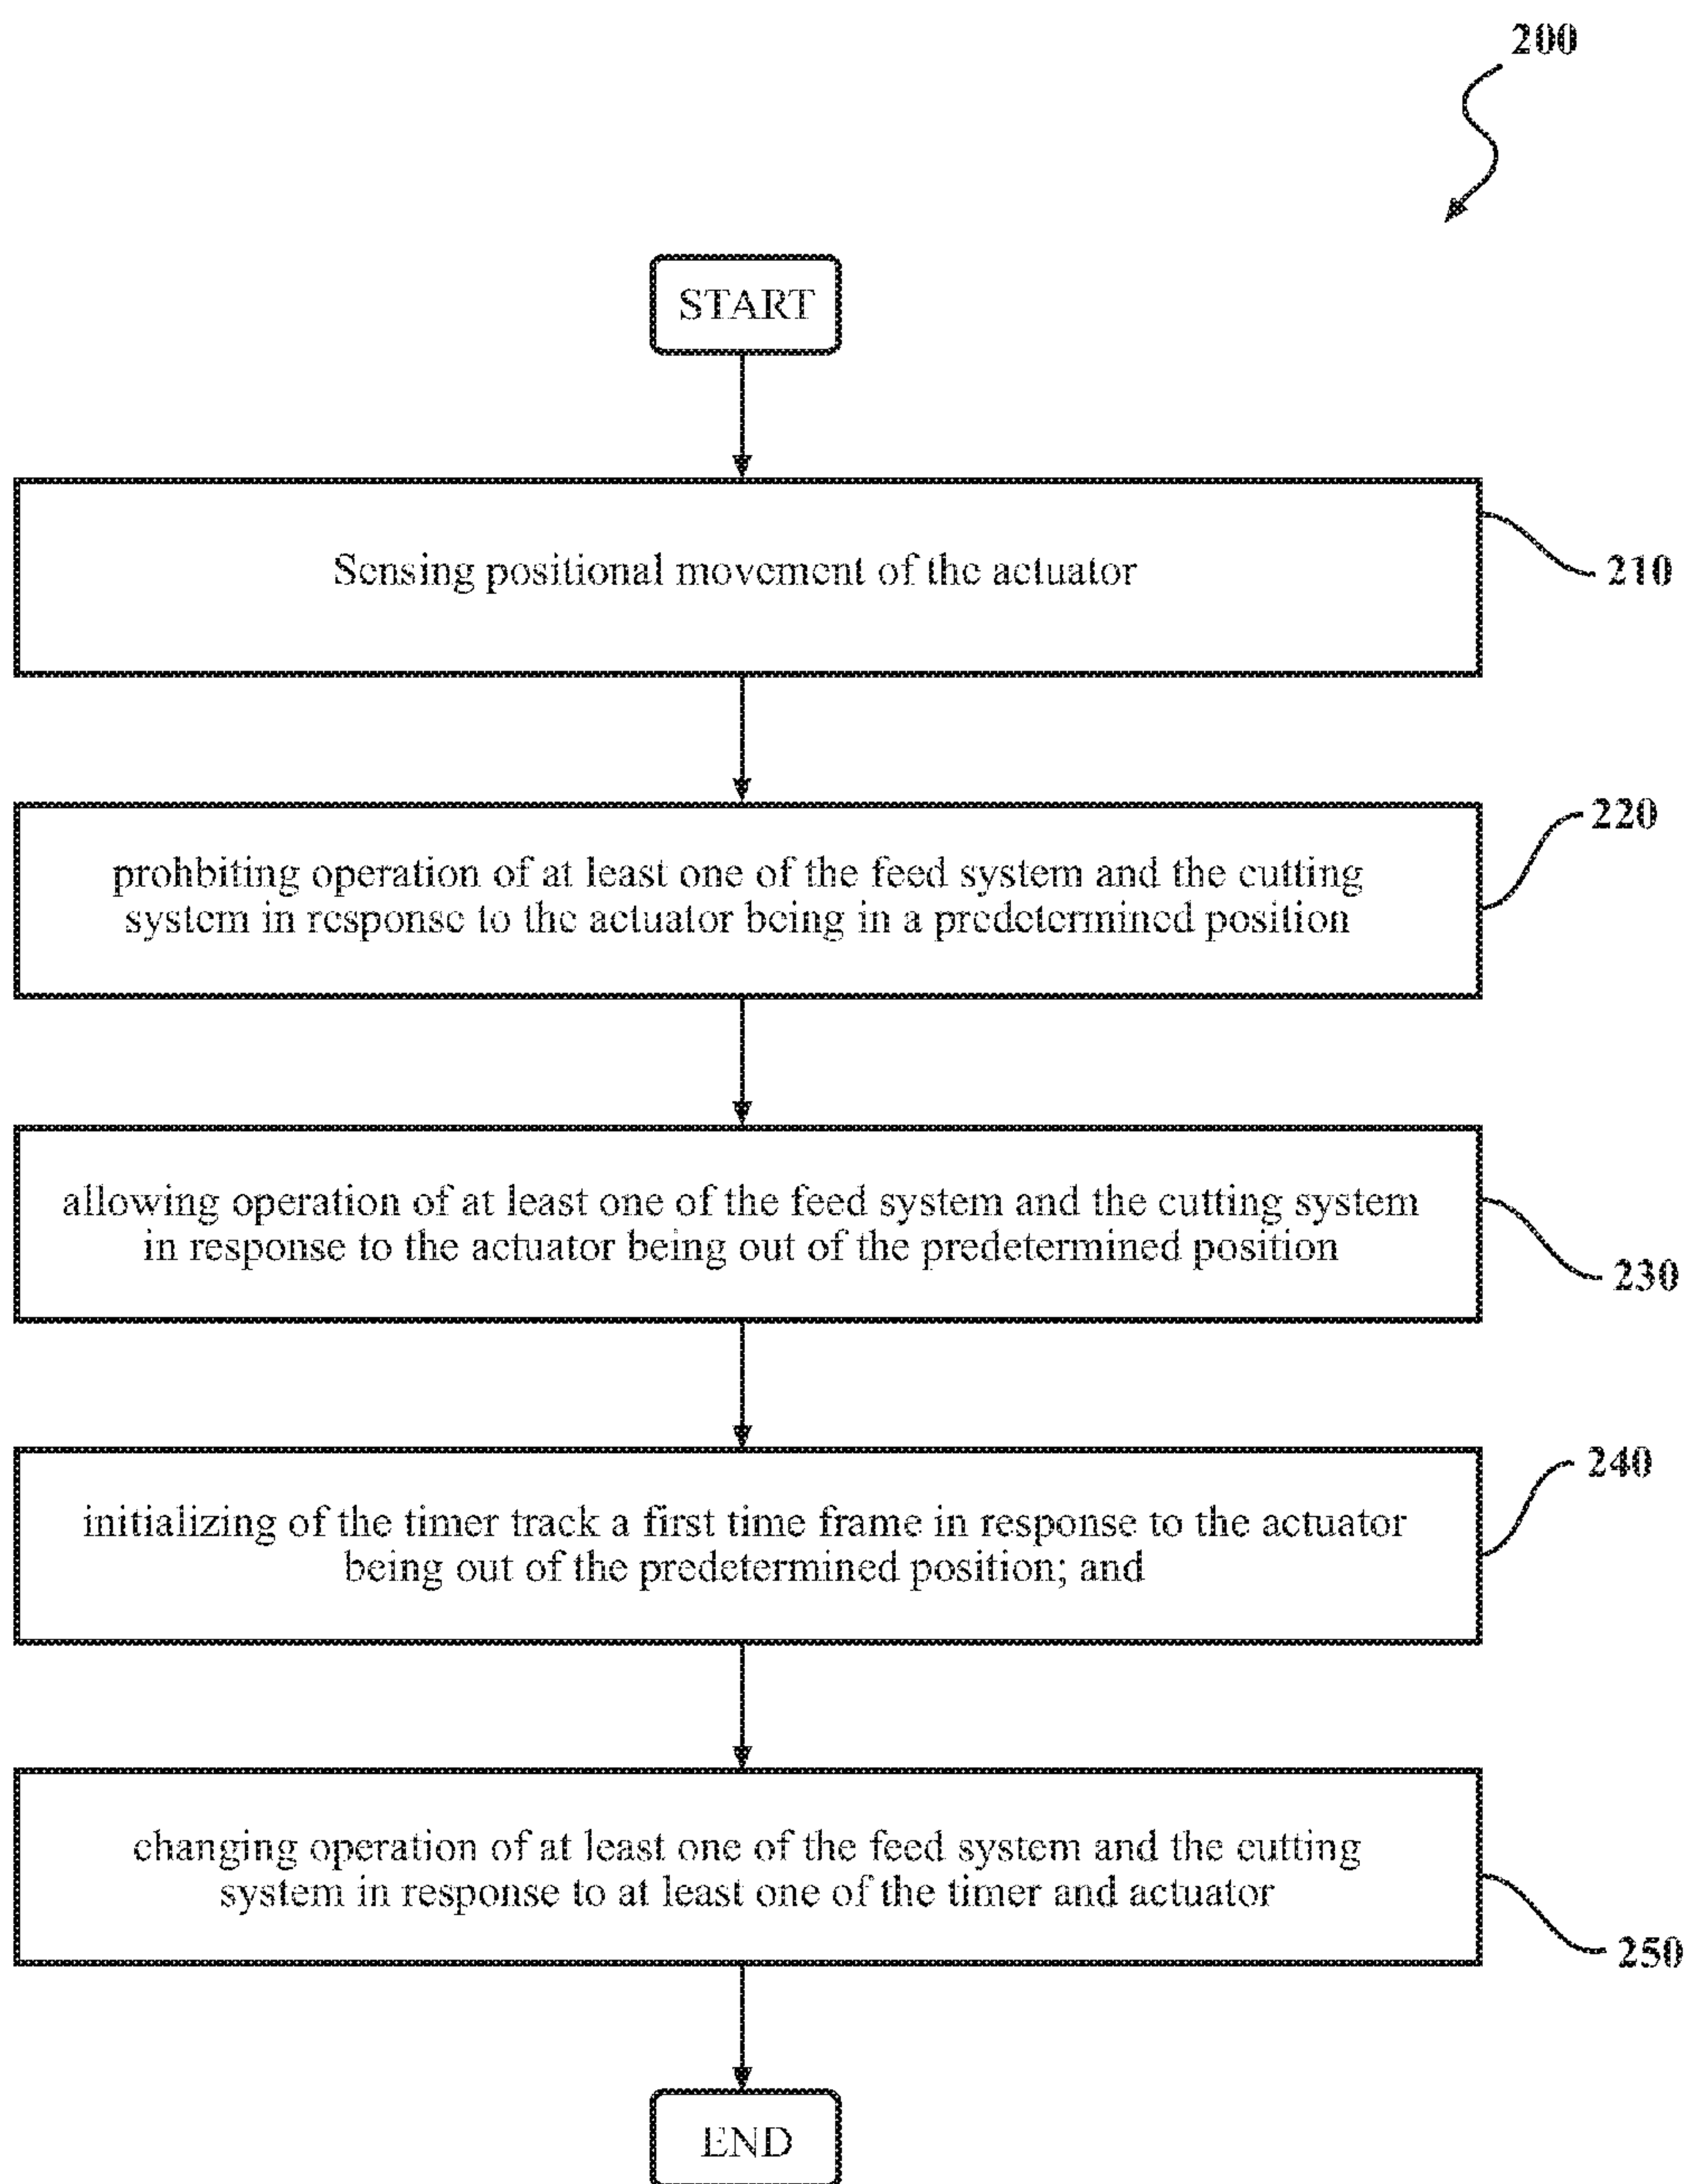 200
START
Sensing positional movement of the actuator
210
prohbiting operation of at least one of the feed system and the cutting
system in response to the actuator being in a predetermined position
220
allowing operation of at least one of the feed system and the cutting system
in response to the actuator being out of the predetermined position
230
initializing of the timer track a first time frame in response to the actuator
being out of the predetermined position; and
240
changing operation of at least one of the feed system and the cutting
system in response to at least one of the timer and actuator
250
END